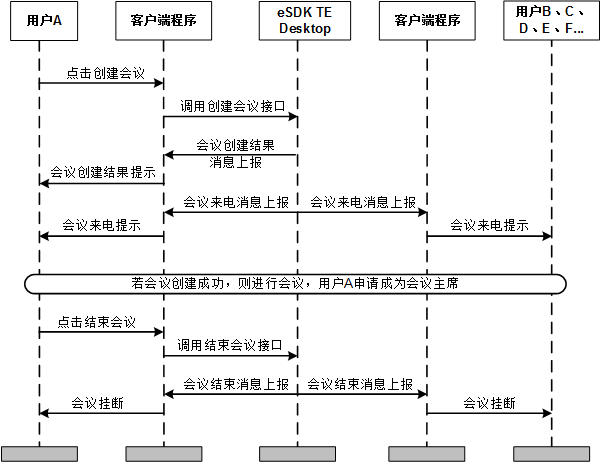 用户A
客户端程序
eSDK TE
Desktop
客户端程序
用户B、C、
D、E、F...
点击创建会议
调用创建会议接口
会议创建结果
消息上报
会议创建结果提示
会议来电消息上报
会议来电消息上报
会议来电提示
会议来电提示
若会议创建成功，则进行会议，用户A申请成为会议主席
点击结束会议
调用结束会议接口
会议结束消息上报
会议结束消息上报
会议挂断
会议挂断